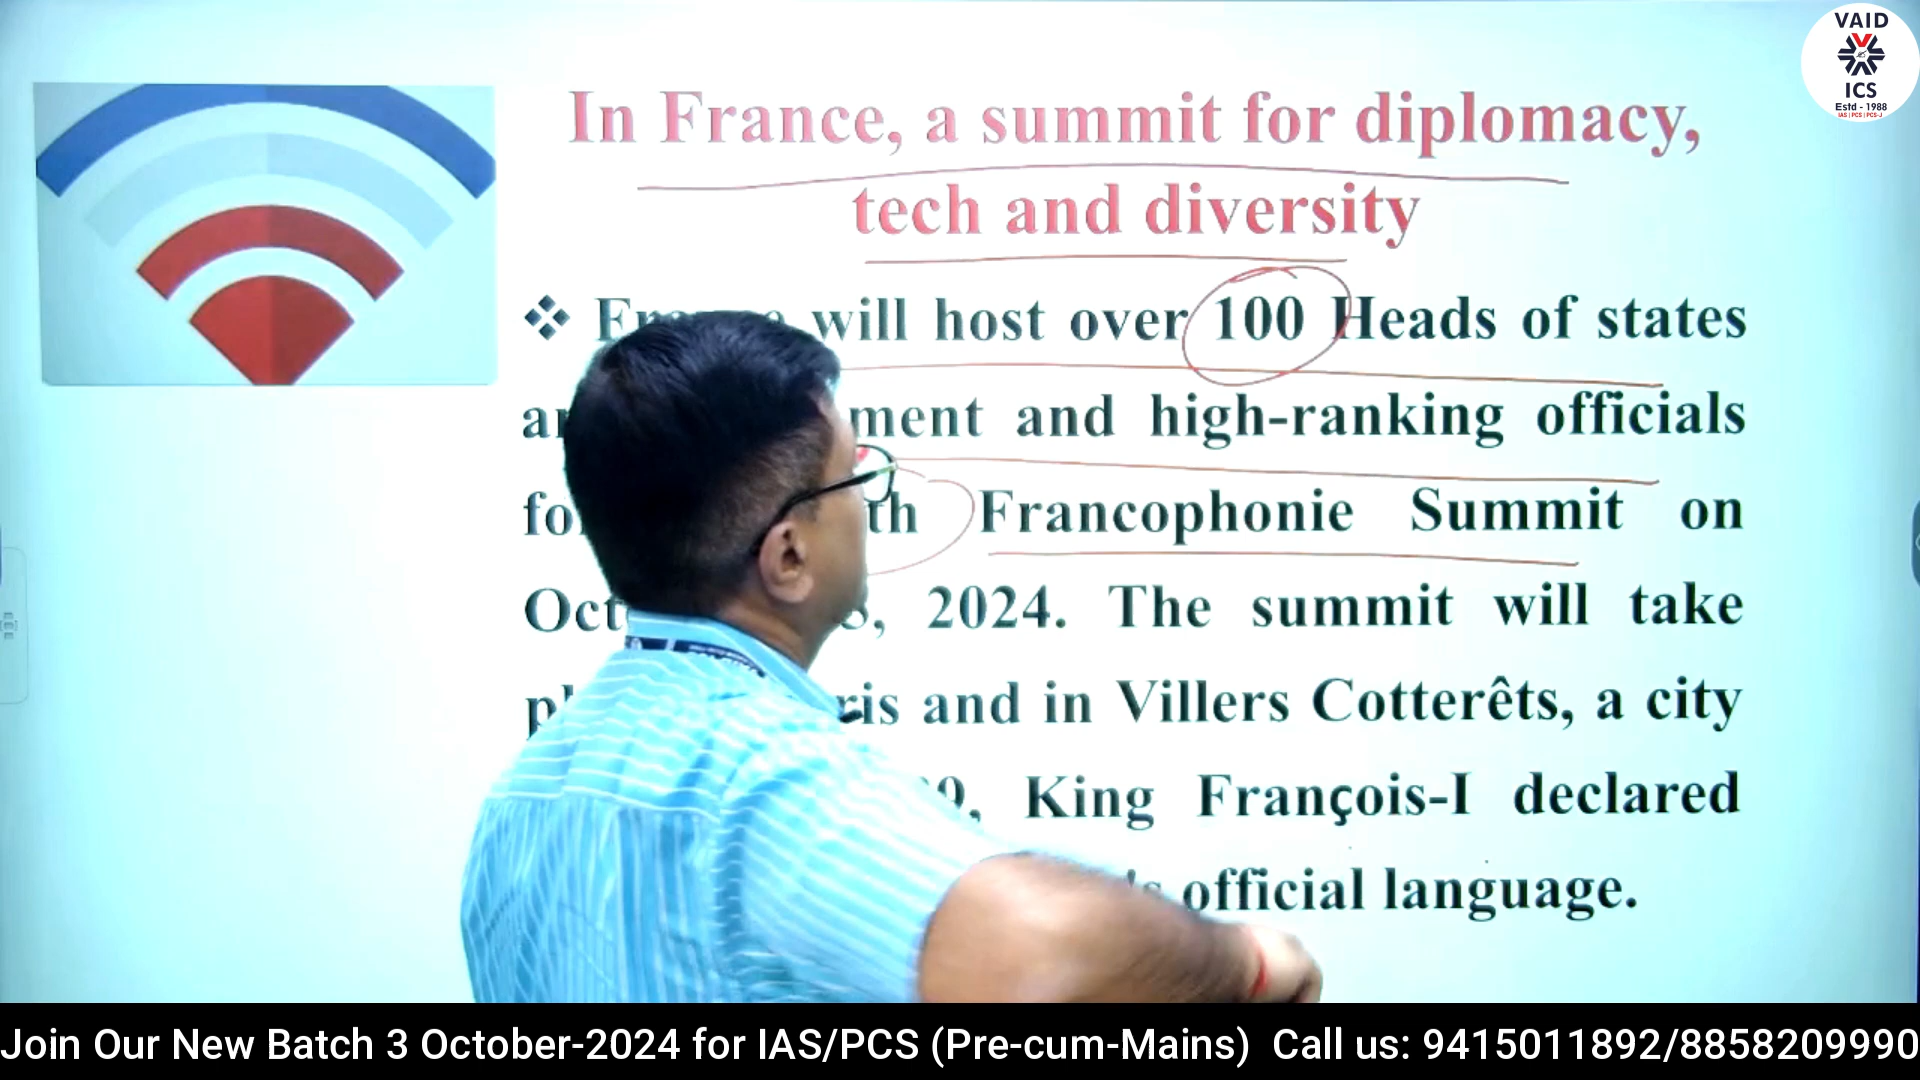 VAID
ICS
Estd - 1988
IAS | PCS | PCS-J
In France, a summit for diplomacy,
tech and diversity
will host over 100 Heads of states
and high-ranking officials
Francophonie Summit on
2024. The summit will take
and in Villers Cotterêts, a city
King François-I declared
official language.
Join Our New Batch 3 October-2024 for IAS/PCS (Pre-cum-Mains) Call us: 9415011892/8858209990